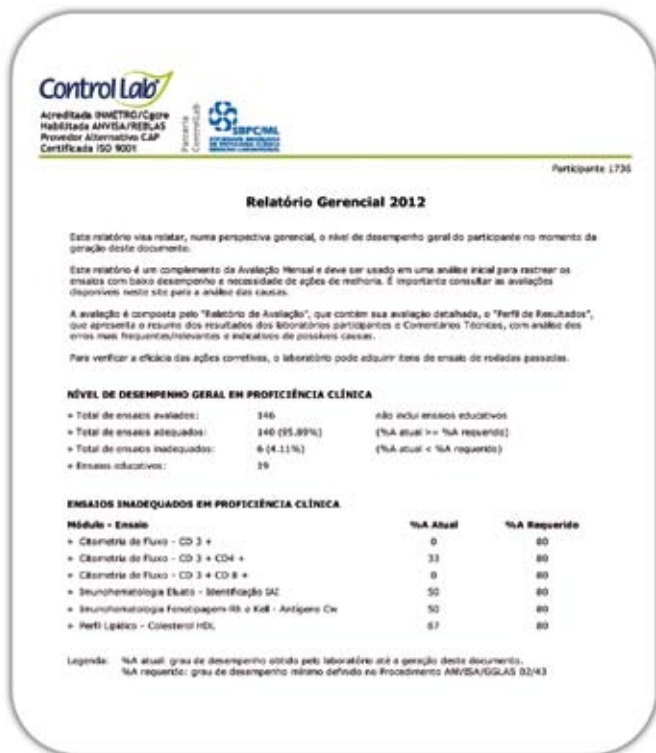 ControlLab
Acreditada INMETRO/Cgcre
Habilitada ANVISA/REBLAS
Provedor Alternativo CAP
Certificada ISO 9001
Parceria
ControlLab
SBPC/ML
Participante 1736
Relatório Gerencial 2012
Este relatório visa relatar, numa perspectiva gerencial, o nível de desempenho geral do participante no momento da
geração deste documento.
Este relatório é um complemento da Avaliação Mensal e deve ser usado em uma análise inicial para rastrear os
ensaios com baixo desempenho e necessidade de ações de melhoria. É importante consultar as avaliações
disponíveis neste site para a análise das causas.
A avaliação é composta pelo "Relatório de Avaliação", que contém sua avaliação detalhada, o "Perfil de Resultados",
que apresenta o resumo dos resultados dos laboratórios participantes e Comentários Técnicos, com análise dos
erros mais frequentes/relevantes e indicativos de possíveis causas.
Para verificar a eficácia das ações corretivas, o laboratório pode adquirir itens de ensaio de rodadas passadas.
NÍVEL DE DESEMPENHO GERAL EM PROFICIÊNCIA CLÍNICA
+ Total de ensaios avaliados: 146 não inclui ensaios educativos
+ Total de ensaios adequados: 140 (95.89%) (%A atual >= %A requerido)
+ Total de ensaios inadequados: 6 (4.11%) (%A atual < %A requerido)
+ Ensaios educativos: 39
ENSAIOS INADEQUADOS EM PROFICIÊNCIA CLÍNICA
Módulo - Ensaio %A Atual %A Requerido
+ Citometria de Fluxo - CD 3 + 0 80
+ Citometria de Fluxo - CD 3 + CD4 + 33 80
+ Citometria de Fluxo - CD 3 + CD 8 + 0 80
+ Imunohematologia Eluato - Identificação IAI 50 80
+ Imunohematologia Fenotipagem-Rh e Kell - Antígeno Cw 50 80
+ Perfil Lipídico - Colesterol HDL 67 80
Legenda: %A atual: grau de desempenho obtido pelo laboratório até a geração deste documento.
%A requerido: grau de desempenho mínimo definido no Procedimento ANVISA/GGLAS 02/43